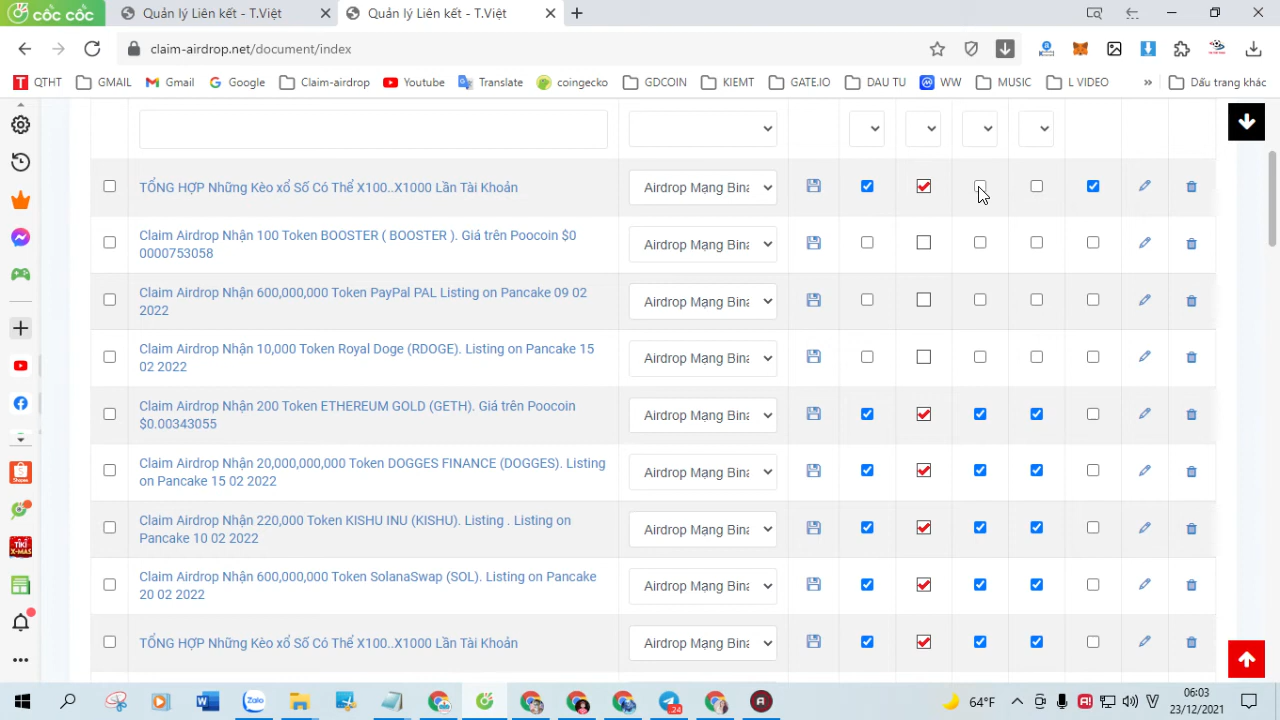 cốc cốc
Quản lý liên kết - T.Việt
Quản lý liên kết - T.Việt
claim-airdrop.net/document/index
QTHT
GMAIL
Gmail
Google
Claim-airdrop
Youtube
Translate
coingecko
GDCOIN
KIEMT
GATE.IO
DAU TU
WW
MUSIC
L VIDEO
»
Dấu trang khác
TỔNG HỢP Những Kèo xổ Số Có Thể X100..X1000 Lần Tài Khoản
Airdrop Mạng Bina
Claim Airdrop Nhận 100 Token BOOSTER ( BOOSTER ). Giá trên Poocoin $0
0000753058
Airdrop Mạng Bina
Claim Airdrop Nhận 600,000,000 Token PayPal PAL Listing on Pancake 09 02
2022
Airdrop Mạng Bina
Claim Airdrop Nhận 10,000 Token Royal Doge (RDOGE). Listing on Pancake 15
02 2022
Airdrop Mạng Bina
Claim Airdrop Nhận 200 Token ETHEREUM GOLD (GETH). Giá trên Poocoin
$0.00343055
Airdrop Mạng Bina
Claim Airdrop Nhận 20,000,000,000 Token DOGGES FINANCE (DOGGES). Listing
on Pancake 15 02 2022
Airdrop Mạng Bina
Claim Airdrop Nhận 220,000 Token KISHU INU (KISHU). Listing . Listing on
Pancake 10 02 2022
Airdrop Mạng Bina
Claim Airdrop Nhận 600,000,000 Token SolanaSwap (SOL). Listing on Pancake
20 02 2022
Airdrop Mạng Bina
TỔNG HỢP Những Kèo xổ Số Có Thể X100..X1000 Lần Tài Khoản
Airdrop Mạng Bina
TIKI
X-MAS
Zalo
24
64°F
06:03
23/12/2021